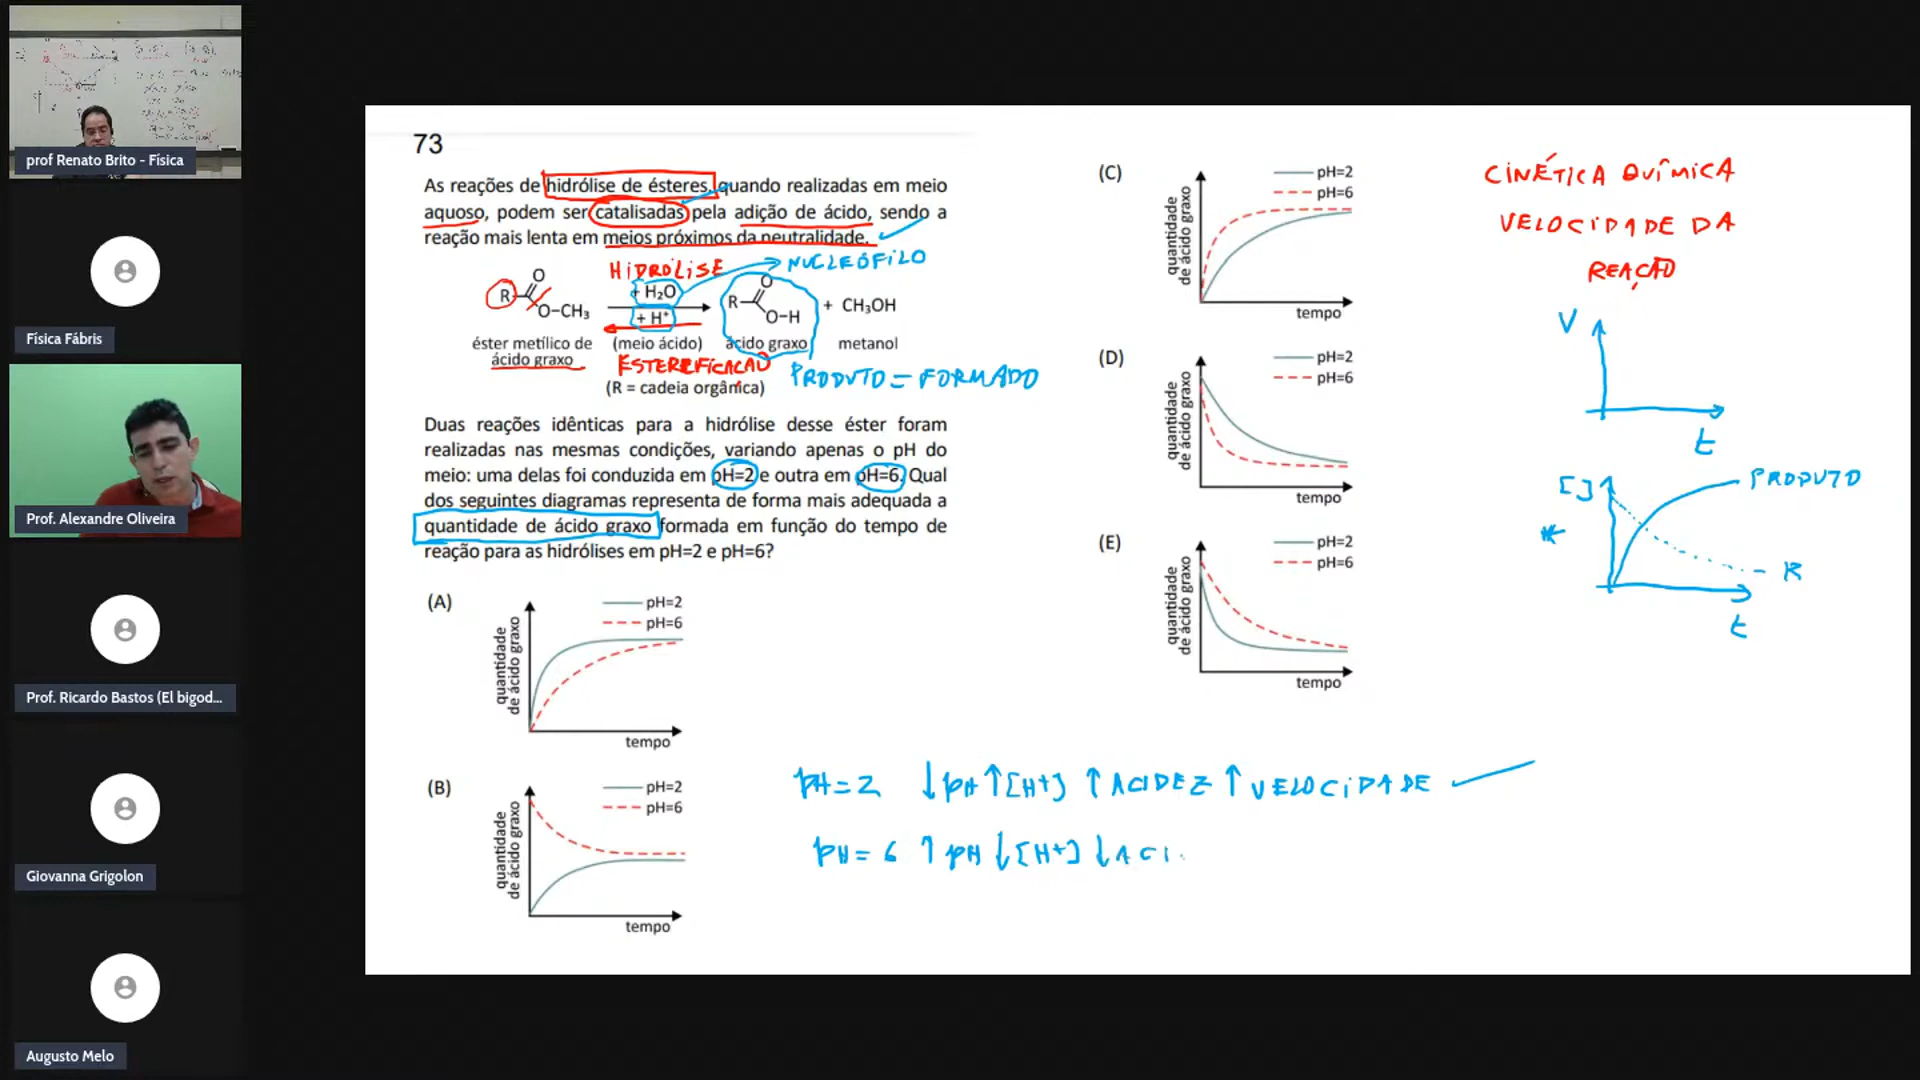 prof Renato Brito - Física
Física Fábris
Prof. Alexandre Oliveira
Prof. Ricardo Bastos (El bigod...
Giovanna Grigolon
Augusto Melo
73
As reações de hidrólise de ésteres, quando realizadas em meio
aquoso, podem ser catalisadas pela adição de ácido, sendo a
reação mais lenta em meios próximos da neutralidade.
HIDRÓLISE
NUCLEÓFILO
R O O–CH₃
+ H₂O
+ H⁺
R O O–H + CH₃OH
éster metílico de ácido graxo
(meio ácido)
ácido graxo
metanol
ESTERIFICAÇÃO
PRODUTO = FORMADO
(R = cadeia orgânica)
Duas reações idênticas para a hidrólise desse éster foram
realizadas nas mesmas condições, variando apenas o pH do
meio: uma delas foi conduzida em pH=2 e outra em pH=6. Qual
dos seguintes diagramas representa de forma mais adequada a
quantidade de ácido graxo formada em função do tempo de
reação para as hidrólises em pH=2 e pH=6?
(A)
pH=2
pH=6
quantidade
de ácido graxo
tempo
(B)
pH=2
pH=6
quantidade
de ácido graxo
tempo
(C)
pH=2
pH=6
quantidade
de ácido graxo
tempo
(D)
pH=2
pH=6
quantidade
de ácido graxo
tempo
(E)
pH=2
pH=6
quantidade
de ácido graxo
tempo
CINÉTICA QUÍMICA
VELOCIDADE DA
REAÇÃO
V
t
[ ]
PRODUTO
R
t
pH=2 ↓pH ↑[H+] ↑ACIDEZ ↑VELOCIDADE
pH=6 ↑pH ↓[H+] ↓ACI